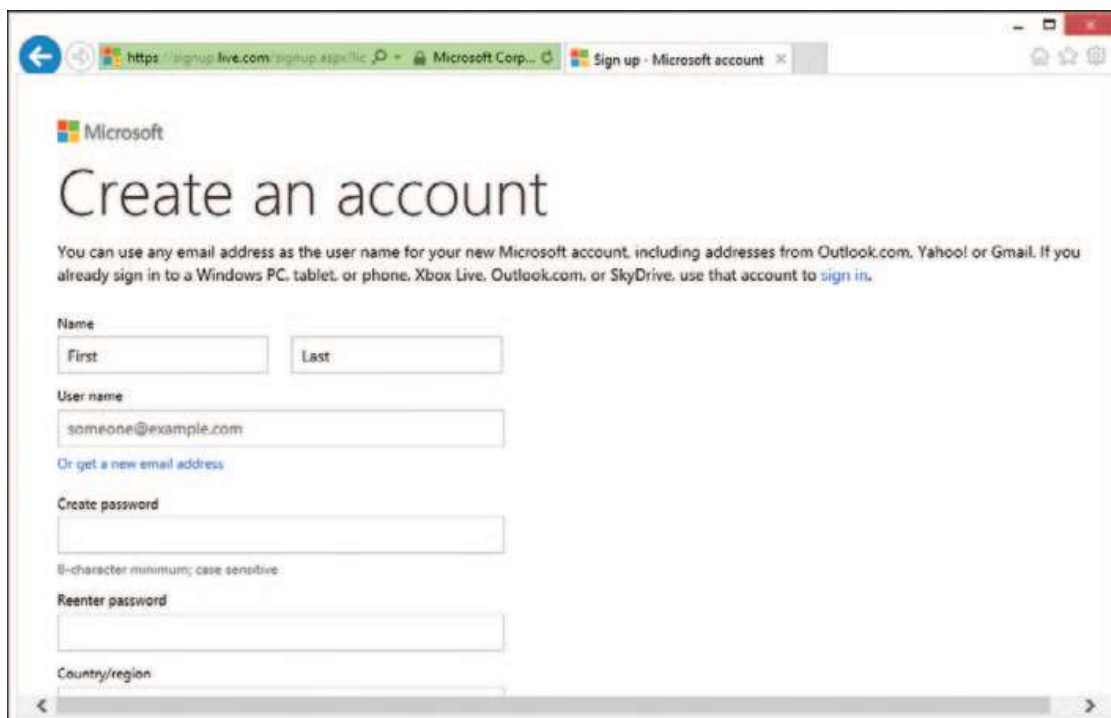 https://signup.live.com/signup.aspx?lic Microsoft Corp... Sign up - Microsoft account
Microsoft
Create an account
You can use any email address as the user name for your new Microsoft account, including addresses from Outlook.com, Yahoo! or Gmail. If you
already sign in to a Windows PC, tablet, or phone, Xbox Live, Outlook.com, or SkyDrive, use that account to sign in.
Name
First Last
User name
someone@example.com
Or get a new email address
Create password
8-character minimum; case sensitive
Reenter password
Country/region